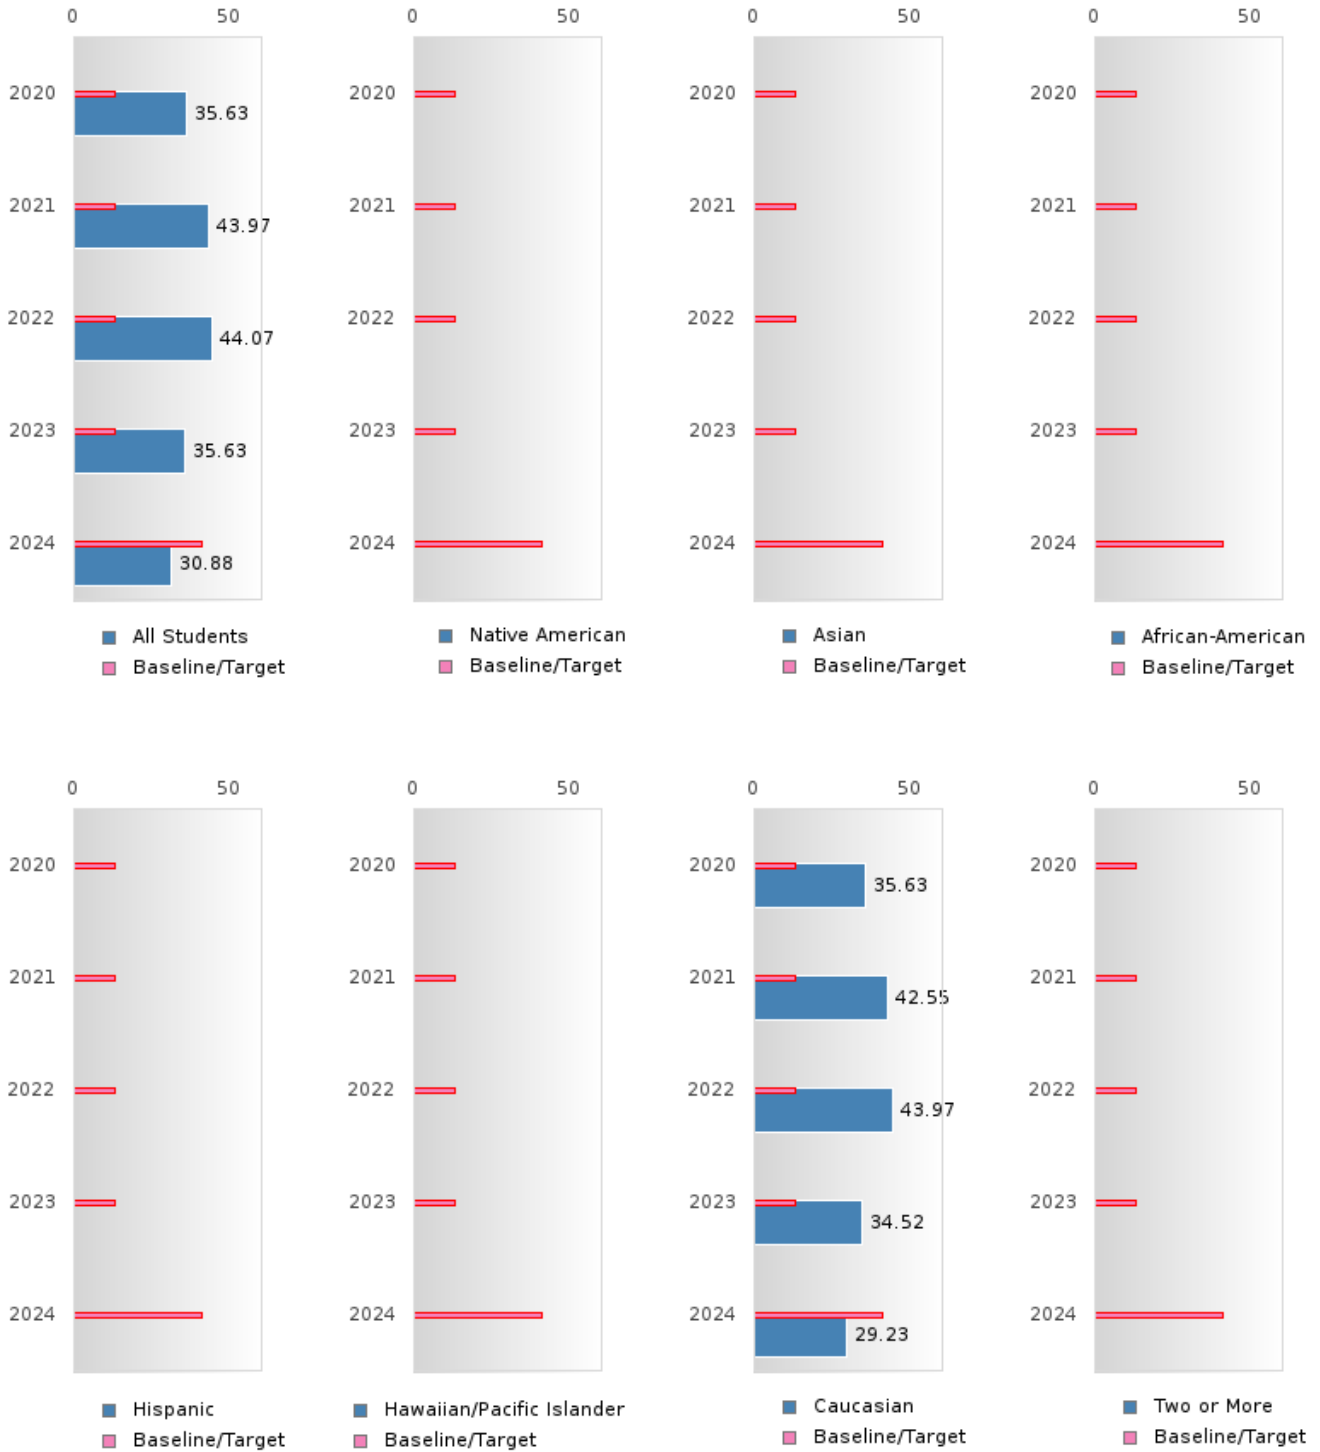 0 50 0 50 0 50 0 50
2020 35.63 2020 2020 2020
2021 43.97 2021 2021 2021
2022 44.07 2022 2022 2022
2023 35.63 2023 2023 2023
2024 30.88 2024 2024 2024
All Students Native American Asian African-American
Baseline/Target Baseline/Target Baseline/Target Baseline/Target
0 50 0 50 0 50 0 50
2020 2020 2020 35.63 2020
2021 2021 2021 42.55 2021
2022 2022 2022 43.97 2022
2023 2023 2023 34.52 2023
2024 2024 2024 29.23 2024
Hispanic Hawaiian/Pacific Islander Caucasian Two or More
Baseline/Target Baseline/Target Baseline/Target Baseline/Target